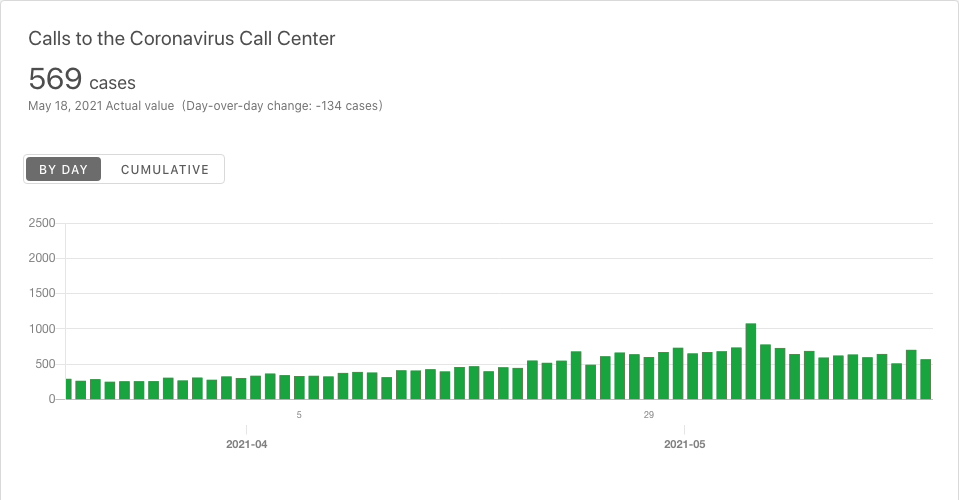 Calls to the Coronavirus Call Center
569 cases
May 18, 2021 Actual value (Day-over-day change: -134 cases)
BY DAY CUMULATIVE
2500
2000
1500
1000
500
0
5 29
2021-04 2021-05